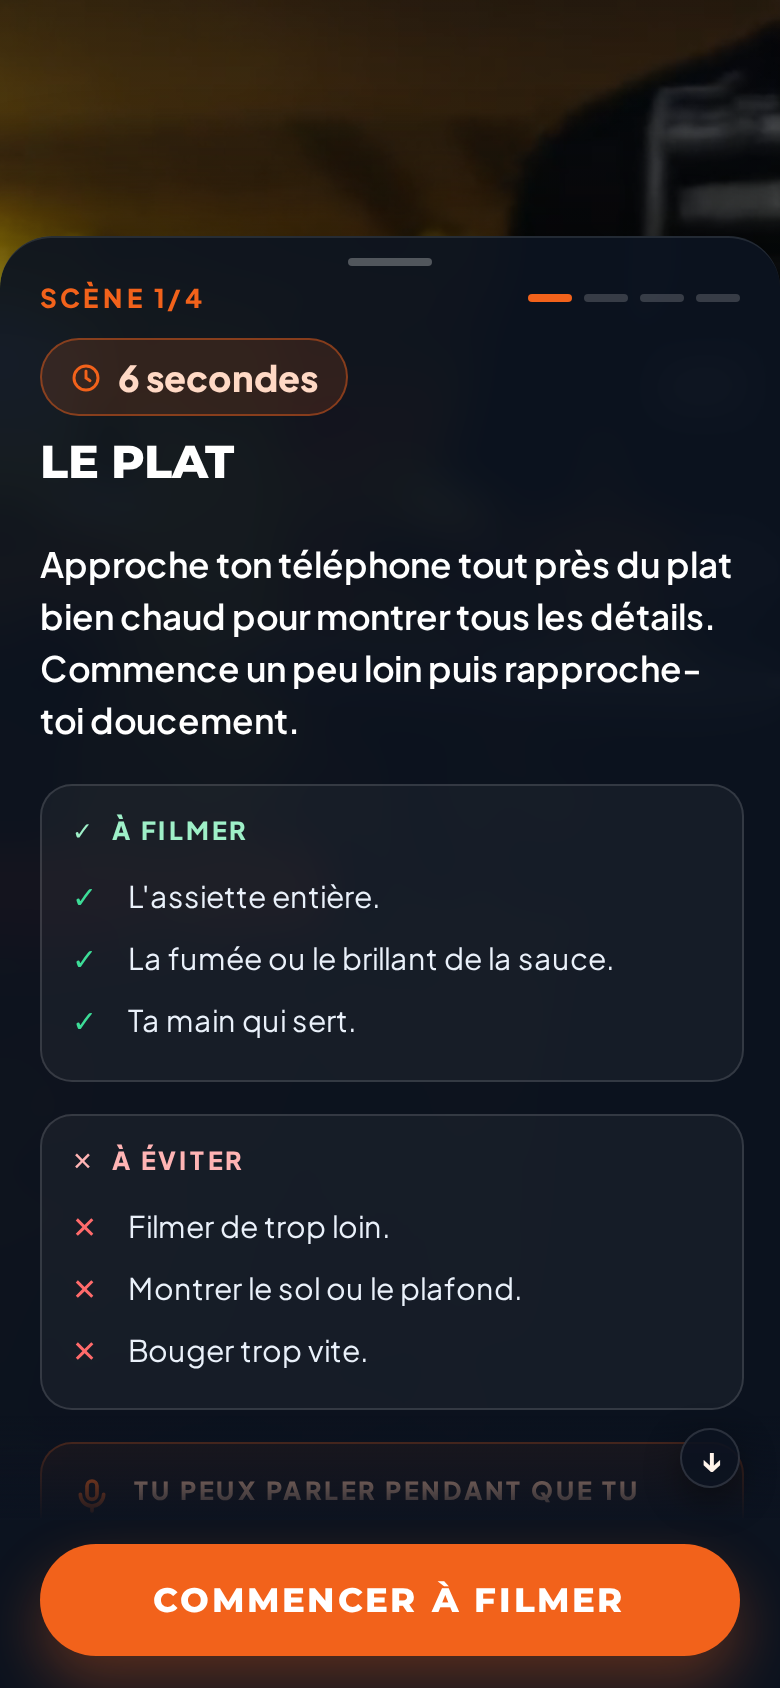 SCÈNE 1/4
6 secondes
LE PLAT
Approche ton téléphone tout près du plat
bien chaud pour montrer tous les détails.
Commence un peu loin puis rapproche-
toi doucement.
✓ À FILMER
✓ L'assiette entière.
✓ La fumée ou le brillant de la sauce.
✓ Ta main qui sert.
✕ À ÉVITER
✕ Filmer de trop loin.
✕ Montrer le sol ou le plafond.
✕ Bouger trop vite.
TU PEUX PARLER PENDANT QUE TU
COMMENCER À FILMER